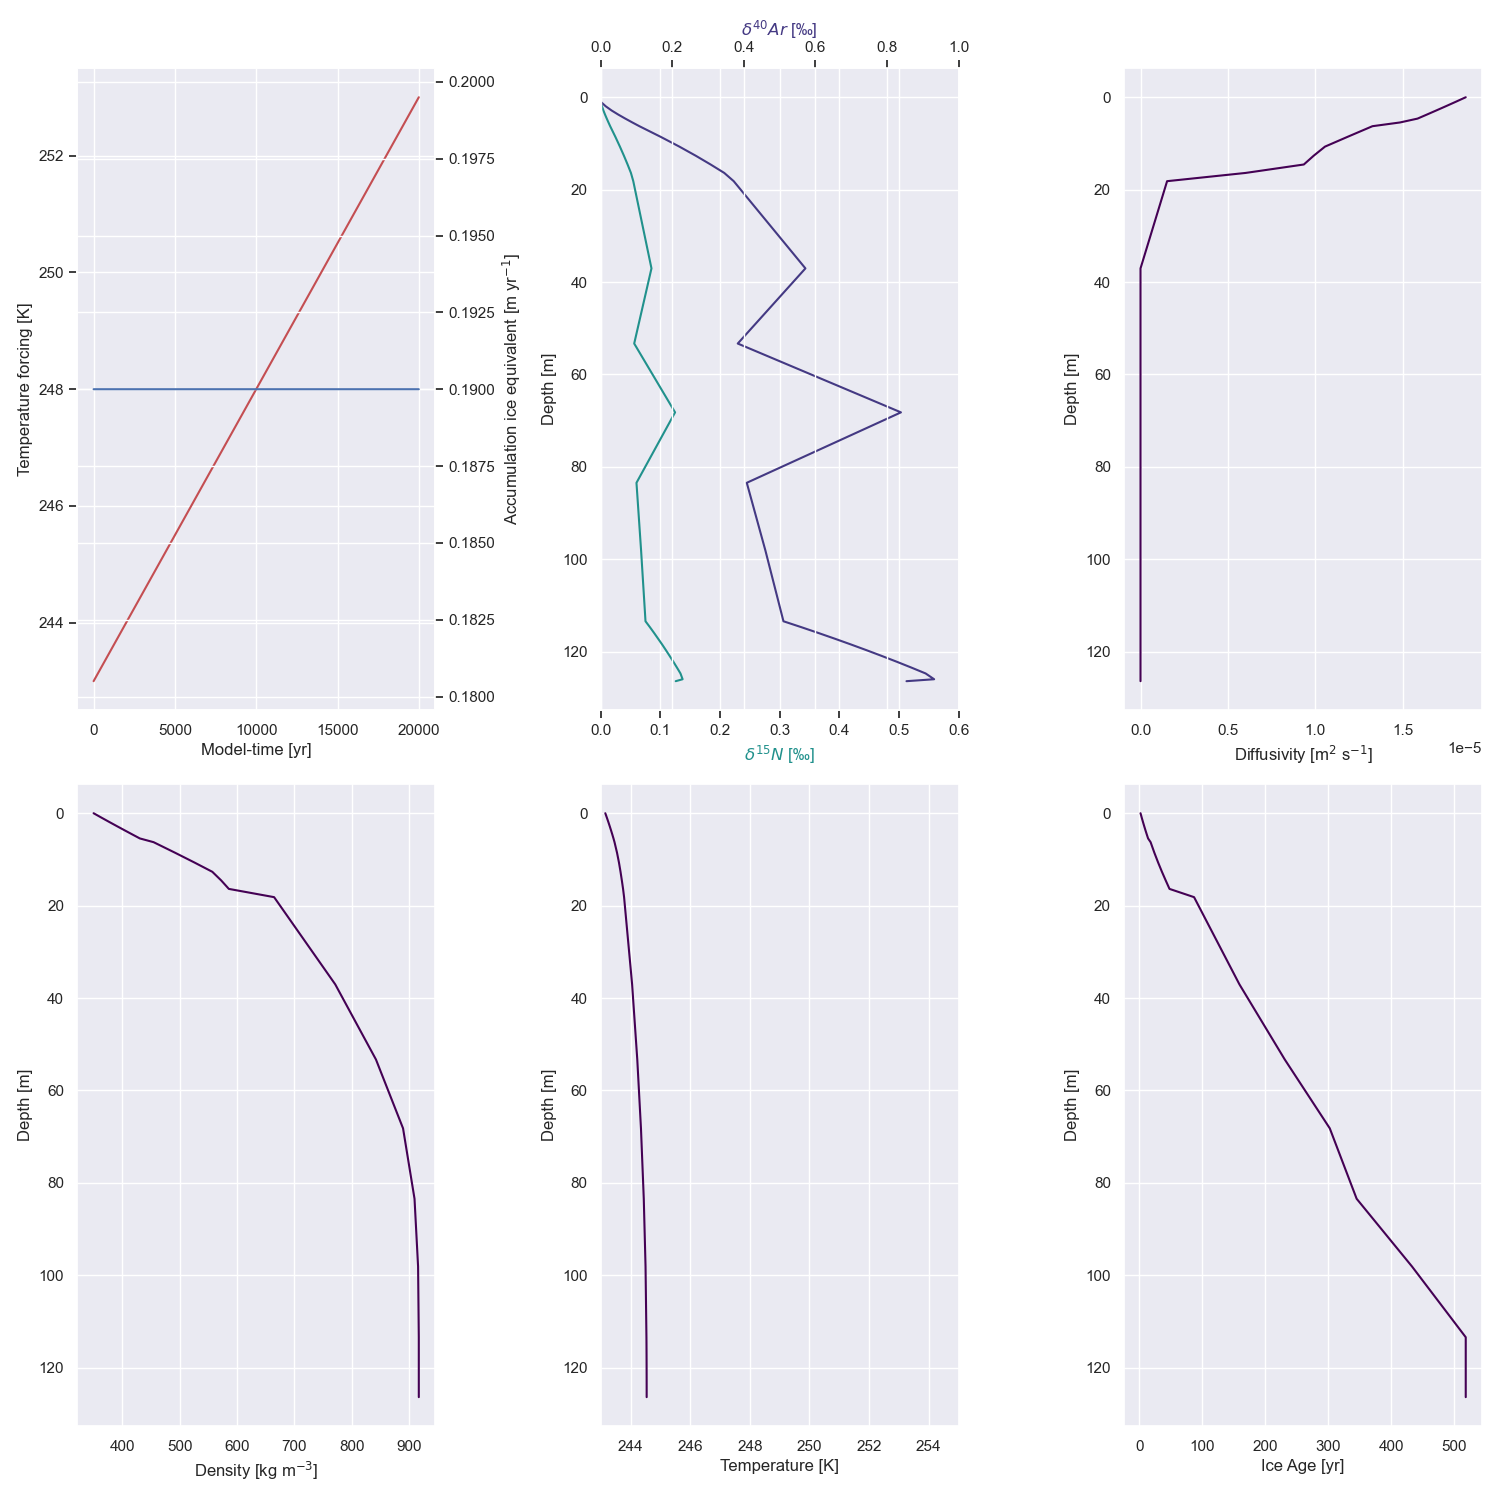 δ⁴⁰Ar [‰]
0.0 0.2 0.4 0.6 0.8 1.0
252
250
248
246
244
Temperature forcing [K]
0 5000 10000 15000 20000
Model-time [yr]
0.2000
0.1975
0.1950
0.1925
0.1900
0.1875
0.1850
0.1825
0.1800
Accumulation ice equivalent [m yr⁻¹]
0
20
40
60
80
100
120
Depth [m]
0.0 0.1 0.2 0.3 0.4 0.5 0.6
δ¹⁵N [‰]
0
20
40
60
80
100
120
Depth [m]
0.0 0.5 1.0 1.5
1e−5
Diffusivity [m² s⁻¹]
0
20
40
60
80
100
120
Depth [m]
400 500 600 700 800 900
Density [kg m⁻³]
0
20
40
60
80
100
120
Depth [m]
244 246 248 250 252 254
Temperature [K]
0
20
40
60
80
100
120
Depth [m]
0 100 200 300 400 500
Ice Age [yr]